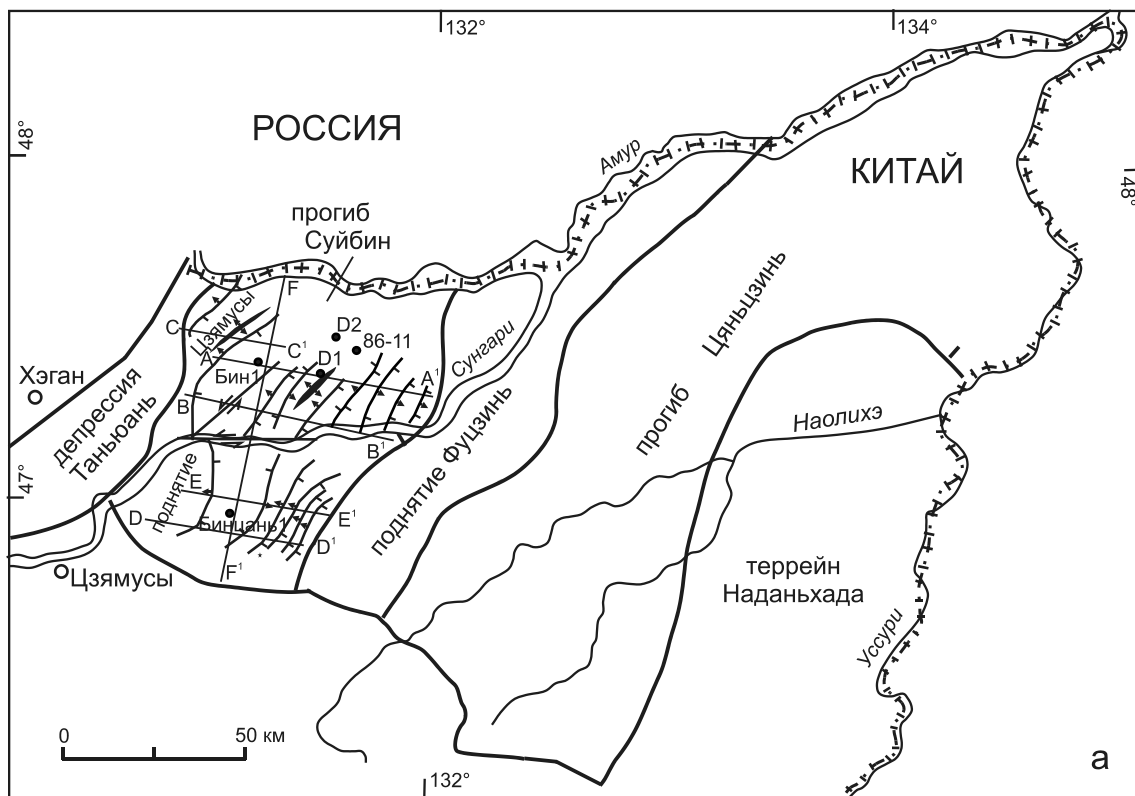 132°
134°
48°
РОССИЯ
Амур
КИТАЙ
48°
прогиб
Суйбин
F
Цзямусы
C
C¹
D2
86-11
D1
A
Бин1
A¹
Сунгари
Хэган
B
B¹
депрессия
Таньюань
прогиб
Цяньцзинь
поднятие Фуцзинь
Наолихэ
47°
поднятие
E
E¹
D
Бинцань1
D¹
F¹
Цзямусы
террейн
Наданьхада
Уссури
0
50 км
132°
а